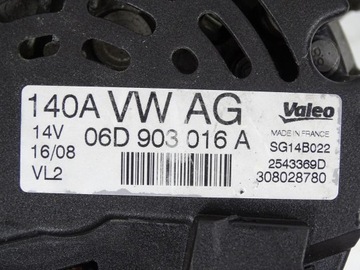 140A VW AG
Valeo
14V
06D 903 016 A
MADE IN FRANCE
16/08
SG14B022
VL2
2543369D
308028780